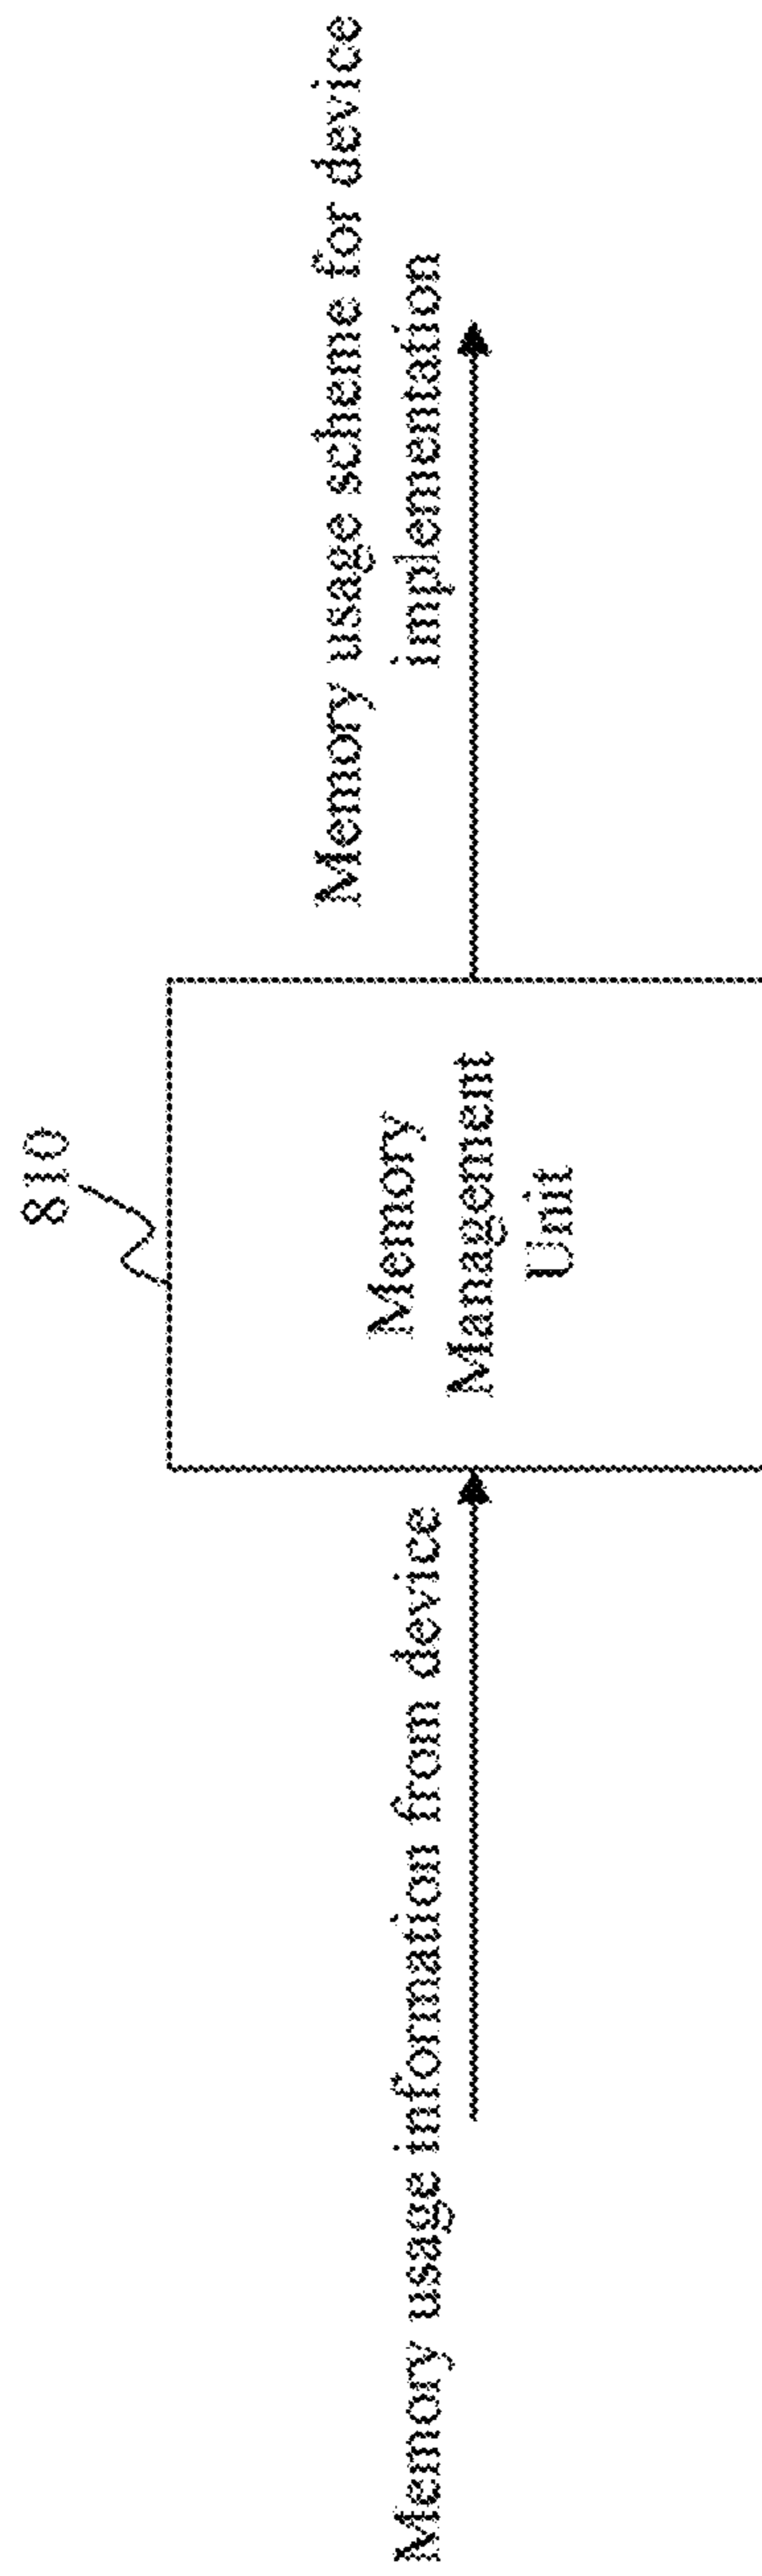 810
Memory usage information from device
Memory
Management
Unit
Memory usage scheme for device
implementation